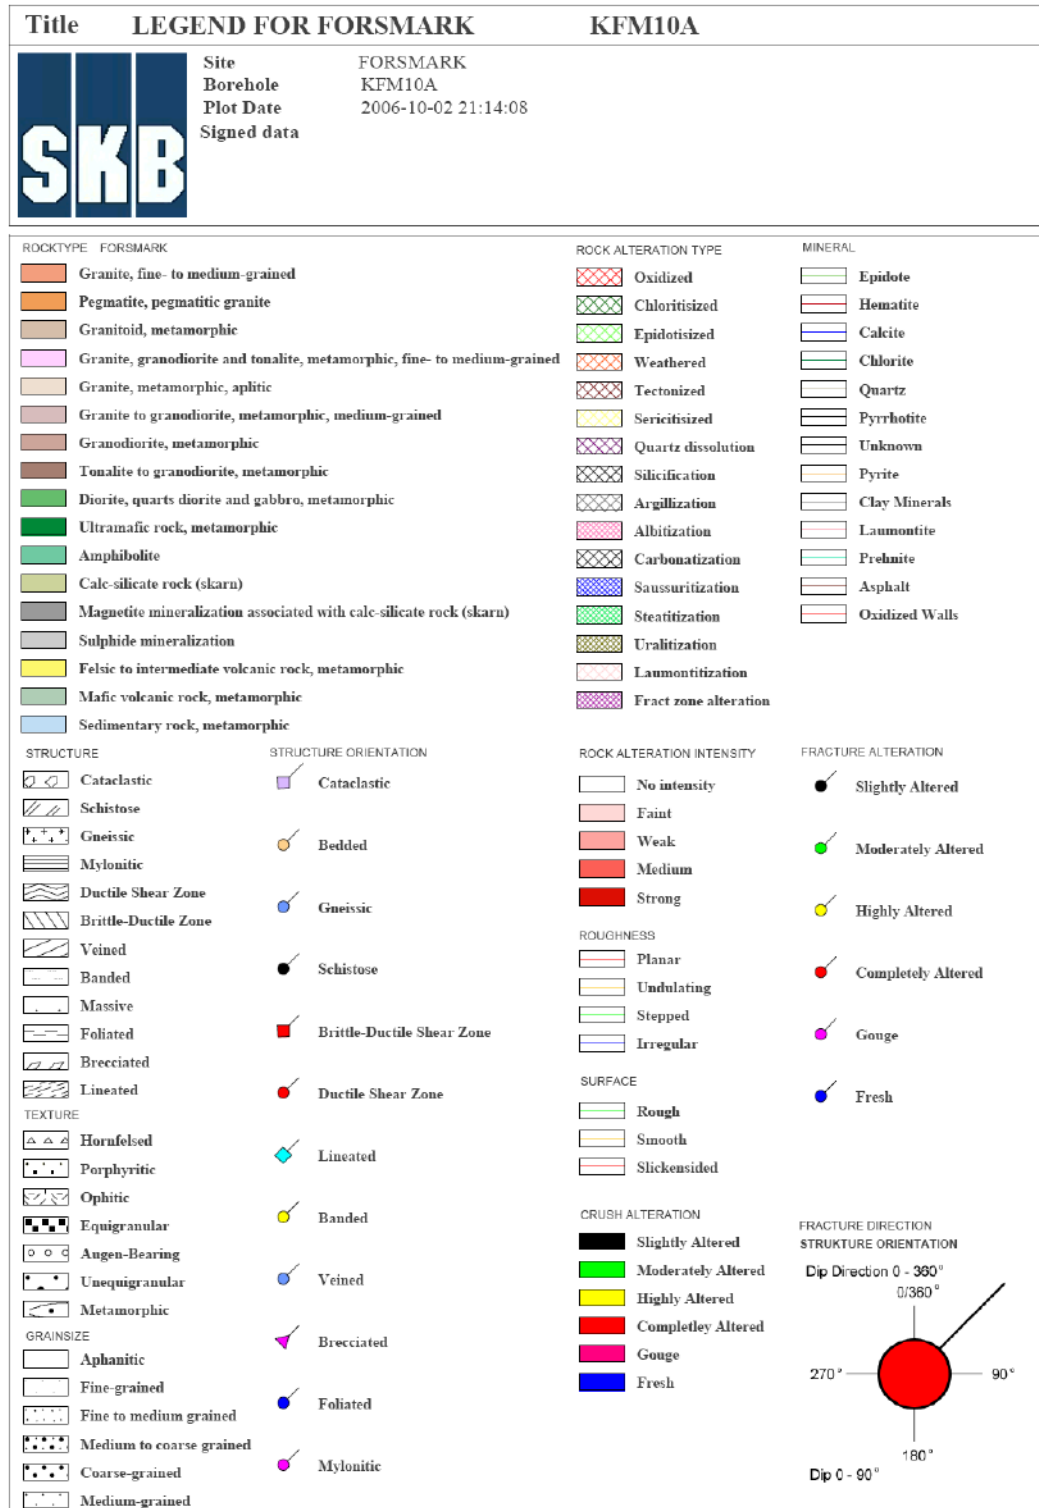 Title LEGEND FOR FORSMARK KFM10A
SKB
Site FORSMARK
Borehole KFM10A
Plot Date 2006-10-02 21:14:08
Signed data
ROCKTYPE FORSMARK
Granite, fine- to medium-grained
Pegmatite, pegmatitic granite
Granitoid, metamorphic
Granite, granodiorite and tonalite, metamorphic, fine- to medium-grained
Granite, metamorphic, aplitic
Granite to granodiorite, metamorphic, medium-grained
Granodiorite, metamorphic
Tonalite to granodiorite, metamorphic
Diorite, quarts diorite and gabbro, metamorphic
Ultramafic rock, metamorphic
Amphibolite
Calc-silicate rock (skarn)
Magnetite mineralization associated with calc-silicate rock (skarn)
Sulphide mineralization
Felsic to intermediate volcanic rock, metamorphic
Mafic volcanic rock, metamorphic
Sedimentary rock, metamorphic
ROCK ALTERATION TYPE
Oxidized
Chloritisized
Epidotisized
Weathered
Tectonized
Sericitisized
Quartz dissolution
Silicification
Argillization
Albitization
Carbonatization
Saussuritization
Steatitization
Uralitization
Laumontitization
Fract zone alteration
MINERAL
Epidote
Hematite
Calcite
Chlorite
Quartz
Pyrrhotite
Unknown
Pyrite
Clay Minerals
Laumontite
Prehnite
Asphalt
Oxidized Walls
STRUCTURE
Cataclastic
Schistose
Gneissic
Mylonitic
Ductile Shear Zone
Brittle-Ductile Zone
Veined
Banded
Massive
Foliated
Brecciated
Lineated
TEXTURE
Hornfelsed
Porphyritic
Ophitic
Equigranular
Augen-Bearing
Unequigranular
Metamorphic
GRAINSIZE
Aphanitic
Fine-grained
Fine to medium grained
Medium to coarse grained
Coarse-grained
Medium-grained
STRUCTURE ORIENTATION
Cataclastic
Bedded
Gneissic
Schistose
Brittle-Ductile Shear Zone
Ductile Shear Zone
Lineated
Banded
Veined
Brecciated
Foliated
Mylonitic
ROCK ALTERATION INTENSITY
No intensity
Faint
Weak
Medium
Strong
ROUGHNESS
Planar
Undulating
Stepped
Irregular
SURFACE
Rough
Smooth
Slickensided
CRUSH ALTERATION
Slightly Altered
Moderately Altered
Highly Altered
Completley Altered
Gouge
Fresh
FRACTURE ALTERATION
Slightly Altered
Moderately Altered
Highly Altered
Completely Altered
Gouge
Fresh
FRACTURE DIRECTION
STRUKTURE ORIENTATION
Dip Direction 0 - 360°
0/360°
270° 90°
180°
Dip 0 - 90°